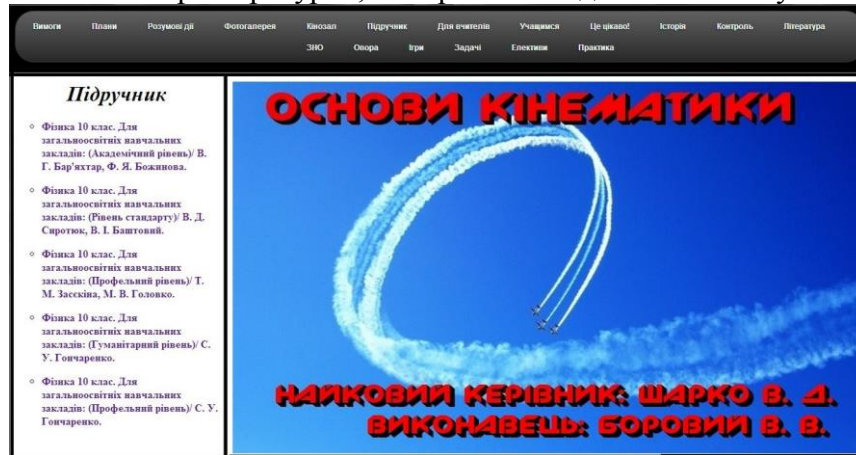 Вимоги Плани Розумові дії Фотогалерея Кінозал Підручник Для вчителів Учащимся Це цікаво! Історія Контроль Література
ЗНО Опора Ігри Задачі Елективи Практика
Підручник
Фізика 10 клас. Для
загальноосвітніх навчальних
закладів: (Академічний рівень)/ В.
Г. Бар'яхтар, Ф. Я. Божинова.
Фізика 10 клас. Для
загальноосвітніх навчальних
закладів: (Рівень стандарту)/ В. Д.
Сиротюк, В. І. Баштовий.
Фізика 10 клас. Для
загальноосвітніх навчальних
закладів: (Профельний рівень)/ Т.
М. Засєкіна, М. В. Головко.
Фізика 10 клас. Для
загальноосвітніх навчальних
закладів: (Гуманітарний рівень)/ С.
У. Гончаренко.
Фізика 10 клас. Для
загальноосвітніх навчальних
закладів: (Профельний рівень)/ С. У.
Гончаренко.
ОСНОВИ КІНЕМАТИКИ
НАЙКОВИЙ КЕРІВНИК: ШАРКО В. Д.
ВИКОНАВЕЦЬ: БОРОВИЙ В. В.